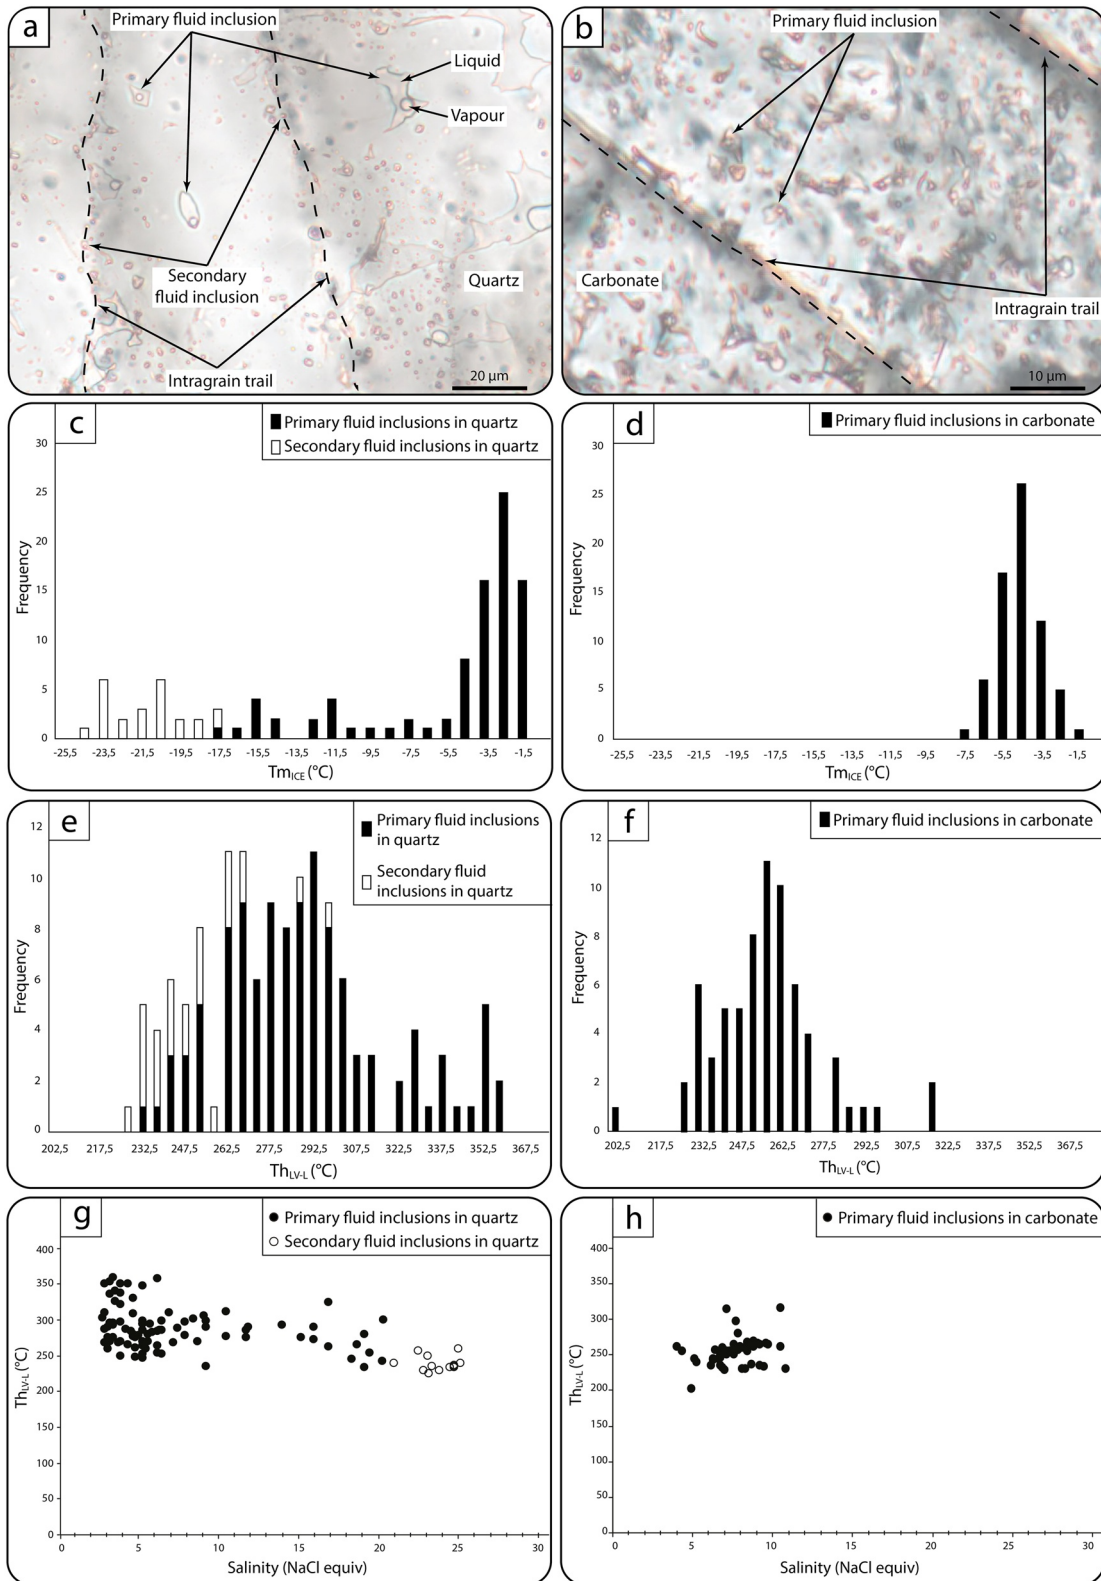 a
Primary fluid inclusion
Liquid
Vapour
Secondary
fluid inclusion
Quartz
Intragrain trail
20 µm
b
Primary fluid inclusion
Carbonate
Intragrain trail
10 µm
c
Primary fluid inclusions in quartz
Secondary fluid inclusions in quartz
30
25
20
15
10
5
0
Frequency
-25,5 -23,5 -21,5 -19,5 -17,5 -15,5 -13,5 -11,5 -9,5 -7,5 -5,5 -3,5 -1,5
TmICE (°C)
d
Primary fluid inclusions in carbonate
30
25
20
15
10
5
0
Frequency
-25,5 -23,5 -21,5 -19,5 -17,5 -15,5 -13,5 -11,5 -9,5 -7,5 -5,5 -3,5 -1,5
TmICE (°C)
e
Primary fluid inclusions
in quartz
Secondary fluid
inclusions in quartz
12
10
8
6
4
2
0
Frequency
202,5 217,5 232,5 247,5 262,5 277,5 292,5 307,5 322,5 337,5 352,5 367,5
ThLV-L (°C)
f
Primary fluid inclusions in carbonate
12
10
8
6
4
2
0
Frequency
202,5 217,5 232,5 247,5 262,5 277,5 292,5 307,5 322,5 337,5 352,5 367,5
ThLV-L (°C)
g
Primary fluid inclusions in quartz
Secondary fluid inclusions in quartz
400
350
300
250
200
150
100
50
0
ThLV-L (°C)
0 5 10 15 20 25 30
Salinity (NaCl equiv)
h
Primary fluid inclusions in carbonate
400
350
300
250
200
150
100
50
0
ThLV-L (°C)
0 5 10 15 20 25 30
Salinity (NaCl equiv)